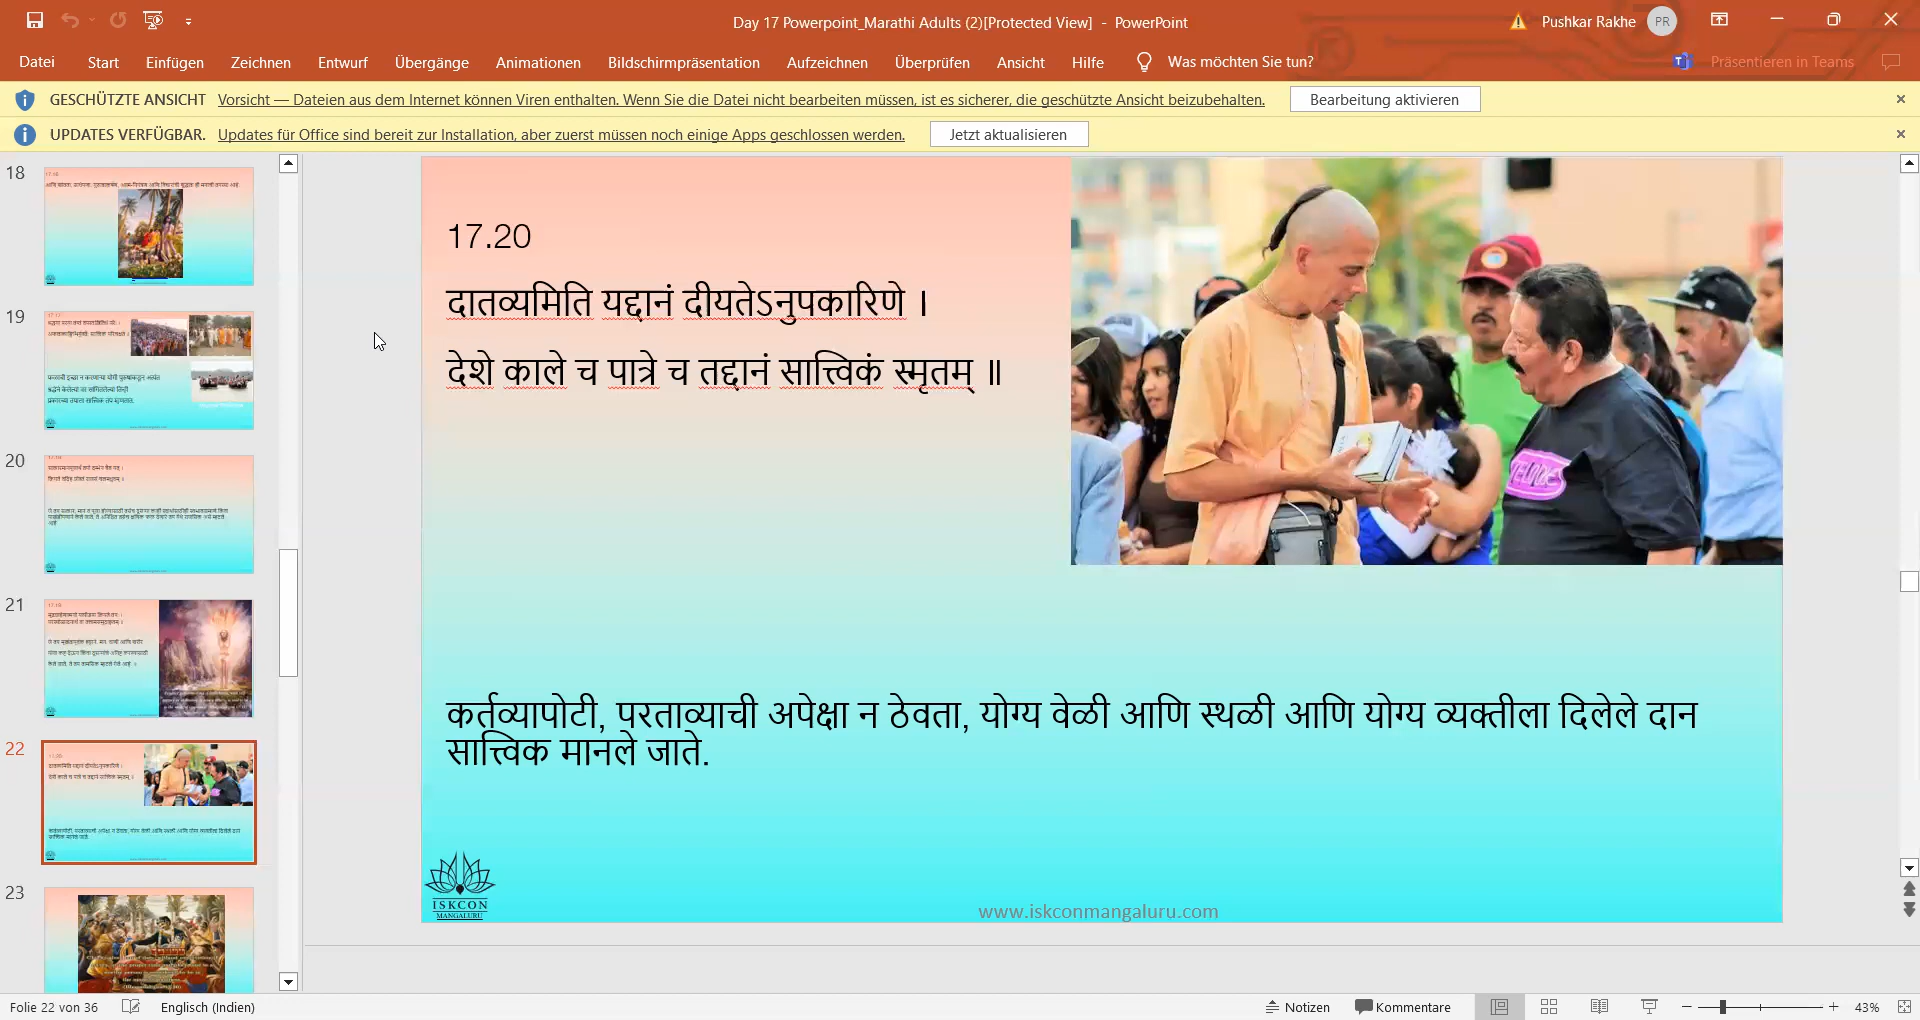 Day 17 Powerpoint_Marathi Adults (2)[Protected View] - PowerPoint
Pushkar Rakhe
PR
Datei Start Einfügen Zeichnen Entwurf Übergänge Animationen Bildschirmpräsentation Aufzeichnen Überprüfen Ansicht Hilfe Was möchten Sie tun? Präsentieren in Teams
GESCHÜTZTE ANSICHT Vorsicht — Dateien aus dem Internet können Viren enthalten. Wenn Sie die Datei nicht bearbeiten müssen, ist es sicherer, die geschützte Ansicht beizubehalten. Bearbeitung aktivieren
UPDATES VERFÜGBAR. Updates für Office sind bereit zur Installation, aber zuerst müssen noch einige Apps geschlossen werden. Jetzt aktualisieren
18
19
20
21
22
23
17.20
दातव्यमिति यद्दानं दीयतेऽनुपकारिणे ।
देशे काले च पात्रे च तद्दानं सात्त्विकं स्मृतम् ॥
कर्तव्यापोटी, परताव्याची अपेक्षा न ठेवता, योग्य वेळी आणि स्थळी आणि योग्य व्यक्तीला दिलेले दान
सात्त्विक मानले जाते.
ISKCON
MANGALURU
www.iskconmangaluru.com
Folie 22 von 36 Englisch (Indien) Notizen Kommentare 43%